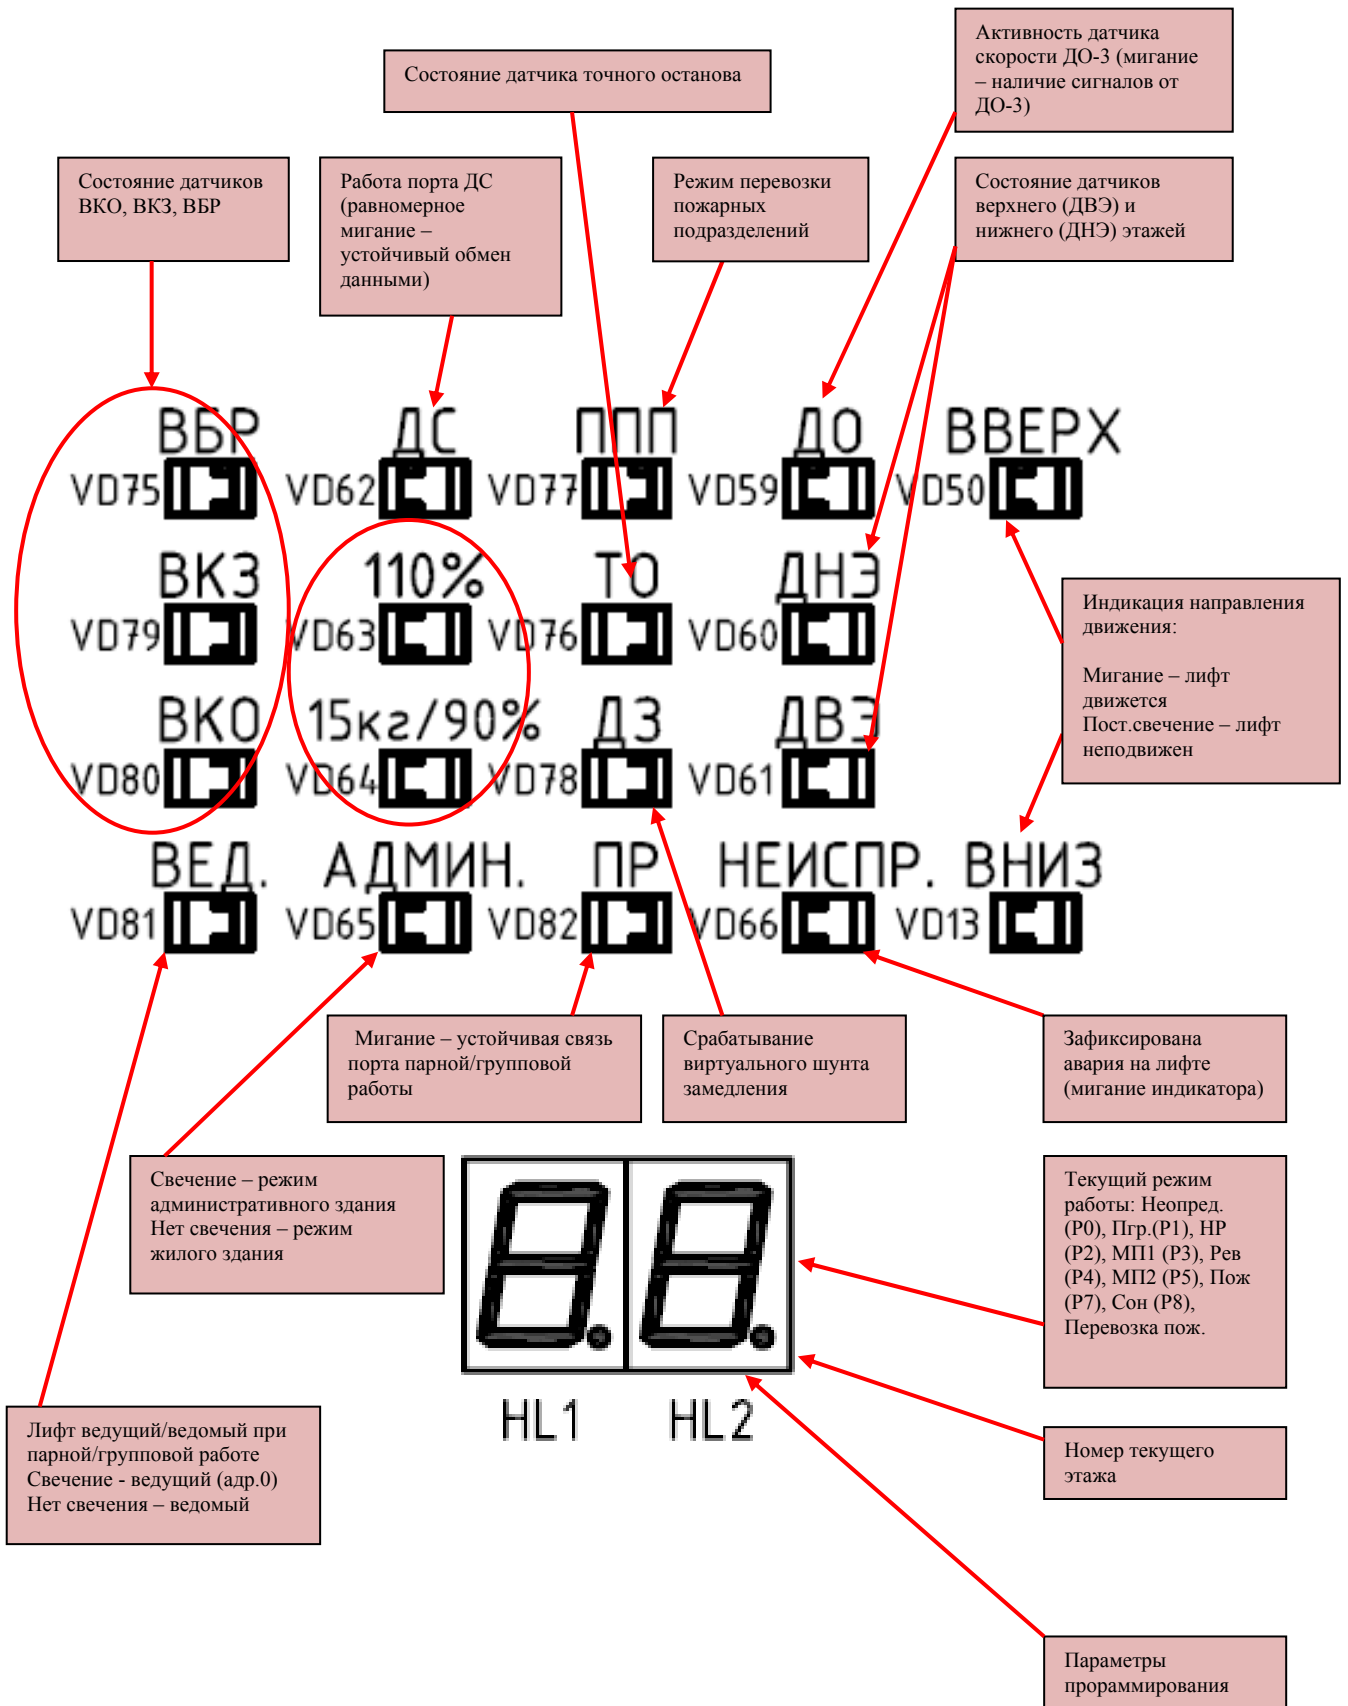 Активность датчика
скорости ДО-3 (мигание
– наличие сигналов от
ДО-3)
Состояние датчика точного останова
Состояние датчиков
ВКО, ВКЗ, ВБР
Работа порта ДС
(равномерное
мигание –
устойчивый обмен
данными)
Режим перевозки
пожарных
подразделений
Состояние датчиков
верхнего (ДВЭ) и
нижнего (ДНЭ) этажей
ВБР ДС ППП ДО ВВЕРХ
VD75 VD62 VD77 VD59 VD50
ВКЗ 110% ТО ДНЭ
VD79 VD63 VD76 VD60
Индикация направления
движения:
Мигание – лифт
движется
Пост.свечение – лифт
неподвижен
ВКО 15кг/90% ДЗ ДВЭ
VD80 VD64 VD78 VD61
ВЕД. АДМИН. ПР НЕИСПР. ВНИЗ
VD81 VD65 VD82 VD66 VD13
Мигание – устойчивая связь
порта парной/групповой
работы
Срабатывание
виртуального шунта
замедления
Зафиксирована
авария на лифте
(мигание индикатора)
Свечение – режим
административного здания
Нет свечения – режим
жилого здания
88
Текущий режим
работы: Неопред.
(Р0), Пгр.(Р1), НР
(Р2), МП1 (Р3), Рев
(Р4), МП2 (Р5), Пож
(Р7), Сон (Р8),
Перевозка пож.
HL1 HL2
Лифт ведущий/ведомый при
парной/групповой работе
Свечение - ведущий (адр.0)
Нет свечения – ведомый
Номер текущего
этажа
Параметры
прораммирования